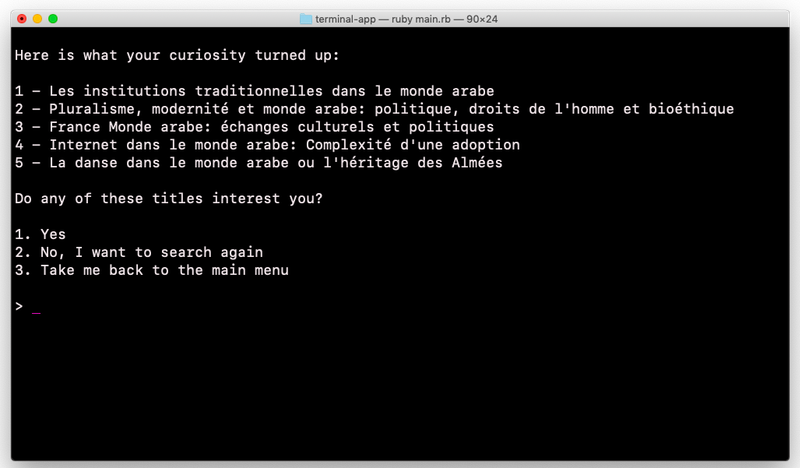 terminal-app — ruby main.rb — 90×24
Here is what your curiosity turned up:
1 – Les institutions traditionnelles dans le monde arabe
2 – Pluralisme, modernité et monde arabe: politique, droits de l'homme et bioéthique
3 – France Monde arabe: échanges culturels et politiques
4 – Internet dans le monde arabe: Complexité d'une adoption
5 – La danse dans le monde arabe ou l'héritage des Almées
Do any of these titles interest you?
1. Yes
2. No, I want to search again
3. Take me back to the main menu
> _